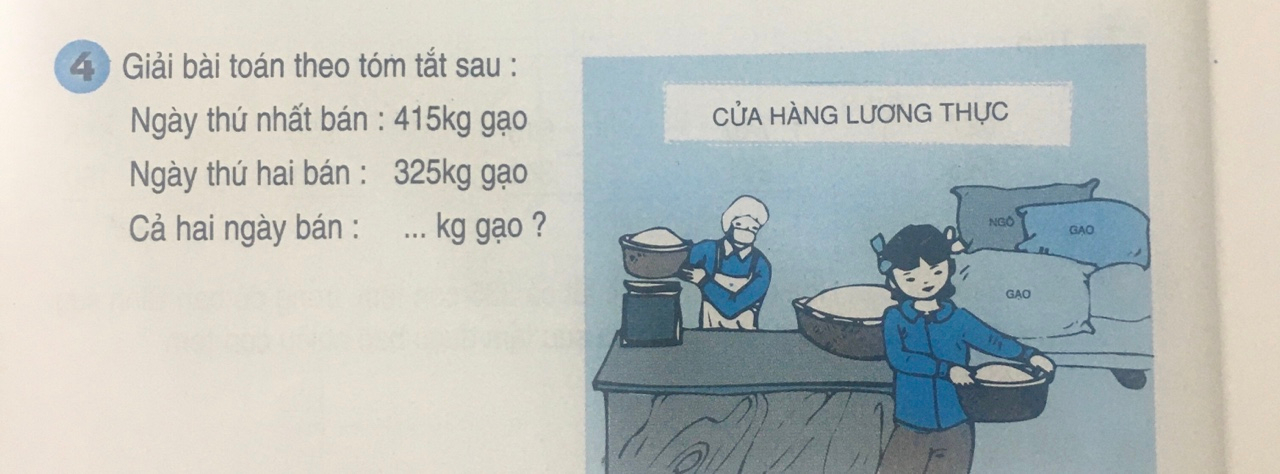 4 Giải bài toán theo tóm tắt sau :
Ngày thứ nhất bán : 415kg gạo
Ngày thứ hai bán : 325kg gạo
Cả hai ngày bán : ... kg gạo ?
CỬA HÀNG LƯƠNG THỰC
NGÔ
GẠO
GẠO